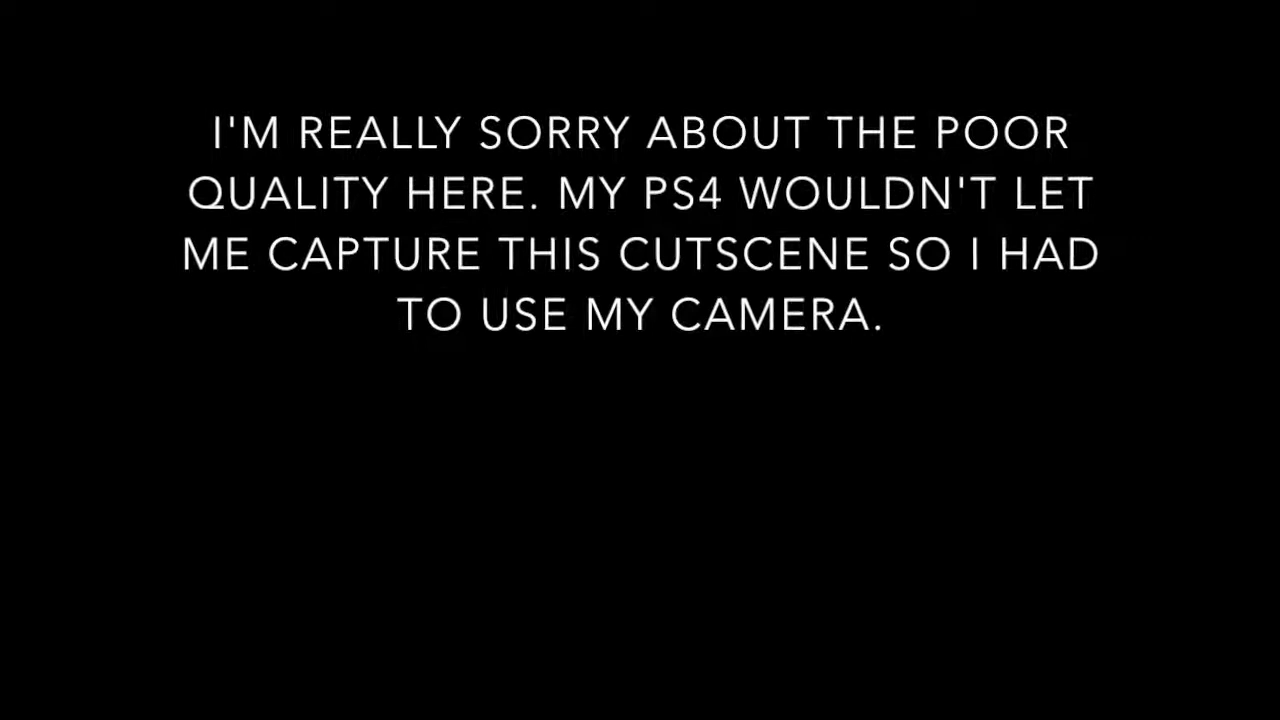 I'M REALLY SORRY ABOUT THE POOR
QUALITY HERE. MY PS4 WOULDN'T LET
ME CAPTURE THIS CUTSCENE SO I HAD
TO USE MY CAMERA.